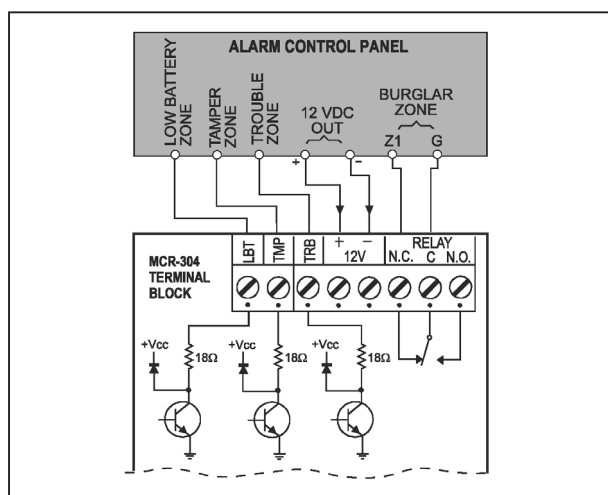 ALARM CONTROL PANEL
LOW BATTERY
ZONE
TAMPER
ZONE
TROUBLE
ZONE
12 VDC
OUT
BURGLAR
ZONE
+
−
Z1
G
MCR-304
TERMINAL
BLOCK
LBT
TMP
TRB
+
−
12V
RELAY
N.C.
C
N.O.
+Vcc
18Ω
+Vcc
18Ω
+Vcc
18Ω